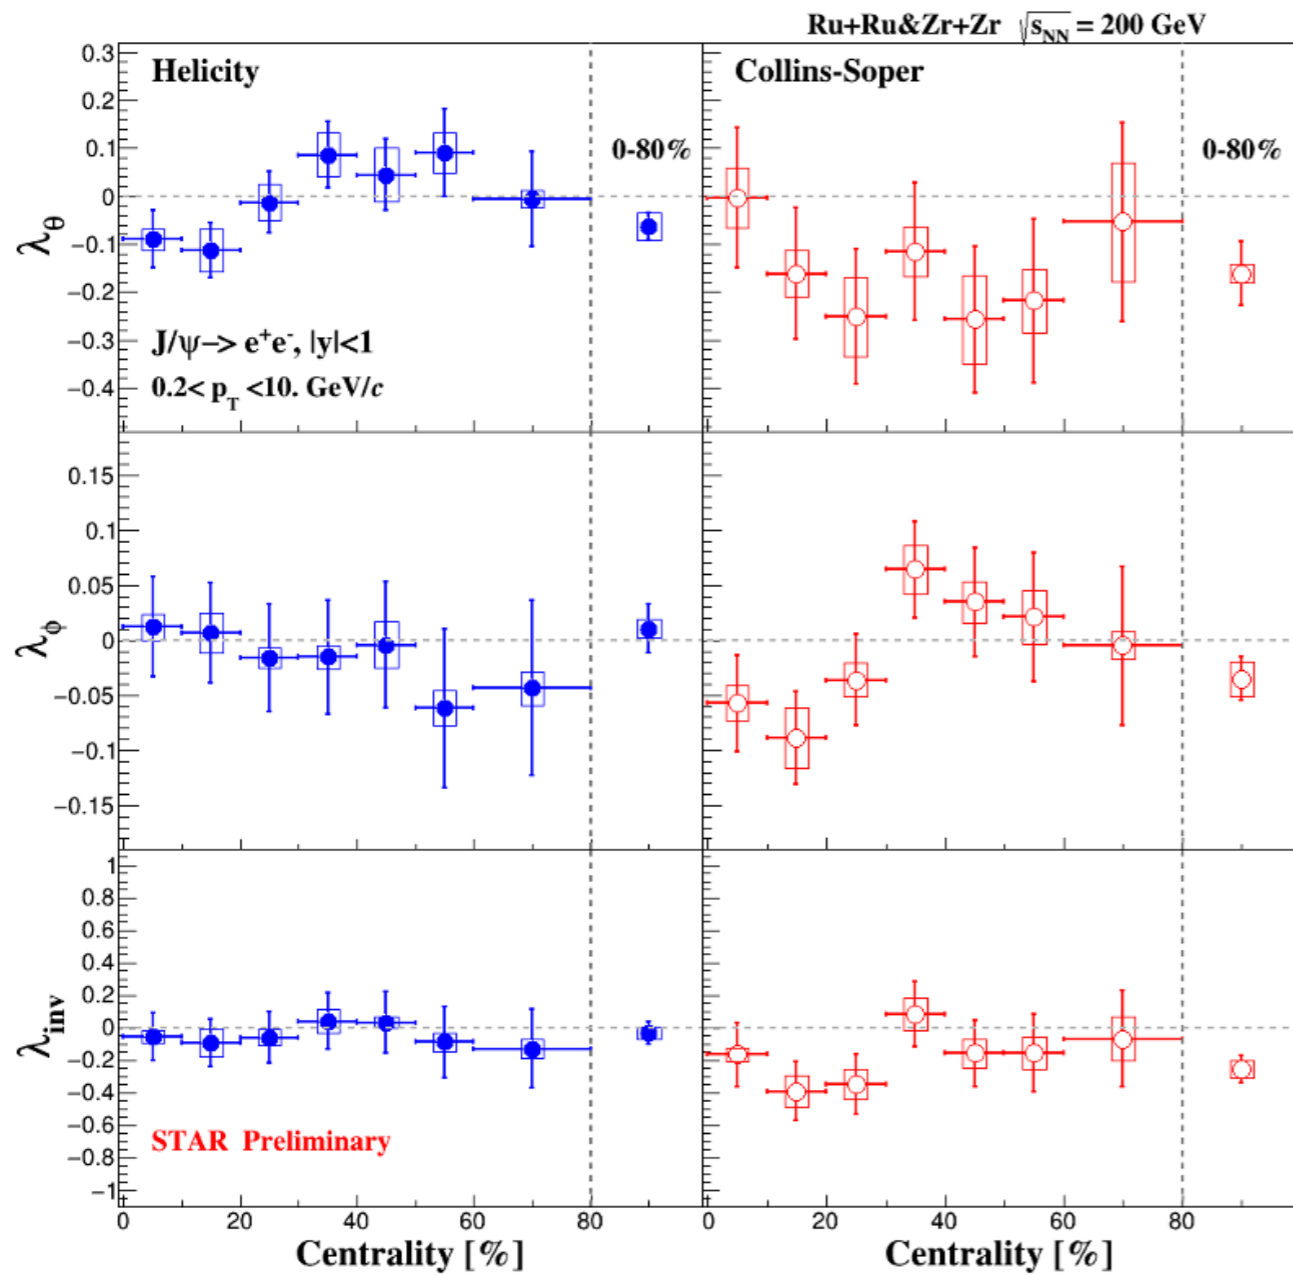 Ru+Ru&Zr+Zr √sNN = 200 GeV
Helicity
Collins-Soper
0.3
0.2
0.1
0
−0.1
−0.2
−0.3
−0.4
λθ
0-80%
0-80%
J/ψ−> e+e-, |y|<1
0.2< pT <10. GeV/c
0.15
0.1
0.05
0
−0.05
−0.1
−0.15
λϕ
1
0.8
0.6
0.4
0.2
0
−0.2
−0.4
−0.6
−0.8
−1
λinv
STAR Preliminary
0 20 40 60 80
0 20 40 60 80
Centrality [%]
Centrality [%]